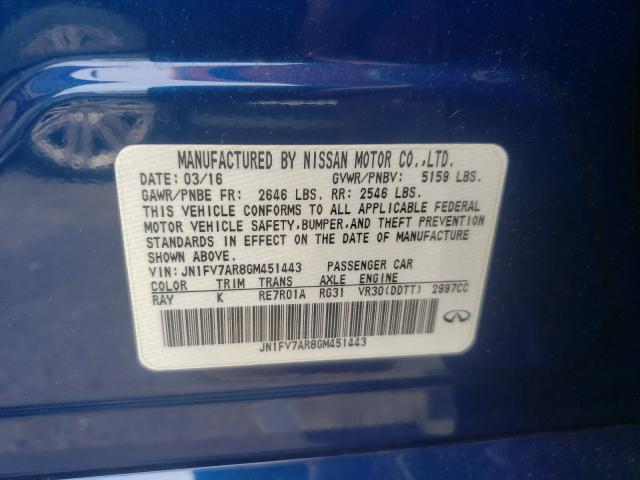 MANUFACTURED BY NISSAN MOTOR CO.,LTD.
DATE: 03/16 GVWR/PNBV: 5159 LBS.
GAWR/PNBE FR: 2646 LBS. RR: 2546 LBS.
THIS VEHICLE CONFORMS TO ALL APPLICABLE FEDERAL
MOTOR VEHICLE SAFETY,BUMPER,AND THEFT PREVENTION
STANDARDS IN EFFECT ON THE DATE OF MANUFACTURE
SHOWN ABOVE.
VIN: JN1FV7AR8GM451443 PASSENGER CAR
COLOR TRIM TRANS AXLE ENGINE
RAY K RE7R01A RG31 VR30(DDTT) 2997CC
JN1FV7AR8GM451443